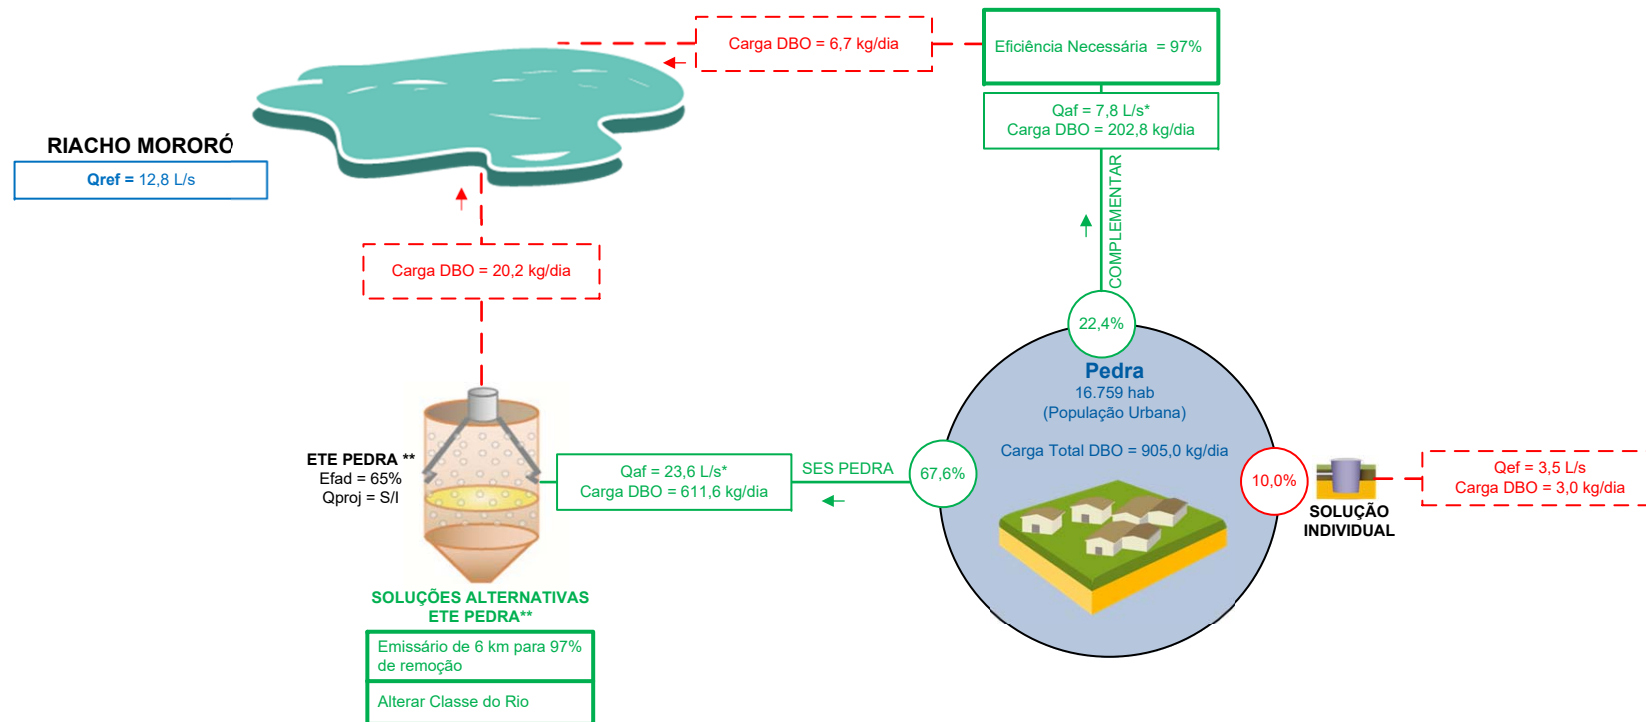 Carga DBO = 6,7 kg/dia
Eficiência Necessária = 97%
Qaf = 7,8 L/s*
Carga DBO = 202,8 kg/dia
RIACHO MORORÓ
Qref = 12,8 L/s
COMPLEMENTAR
Carga DBO = 20,2 kg/dia
22,4%
Pedra
16.759 hab
(População Urbana)
Carga Total DBO = 905,0 kg/dia
ETE PEDRA **
Efad = 65%
Qproj = S/I
Qaf = 23,6 L/s*
Carga DBO = 611,6 kg/dia
SES PEDRA
67,6%
10,0%
SOLUÇÃO
INDIVIDUAL
Qef = 3,5 L/s
Carga DBO = 3,0 kg/dia
SOLUÇÕES ALTERNATIVAS
ETE PEDRA**
Emissário de 6 km para 97%
de remoção
Alterar Classe do Rio